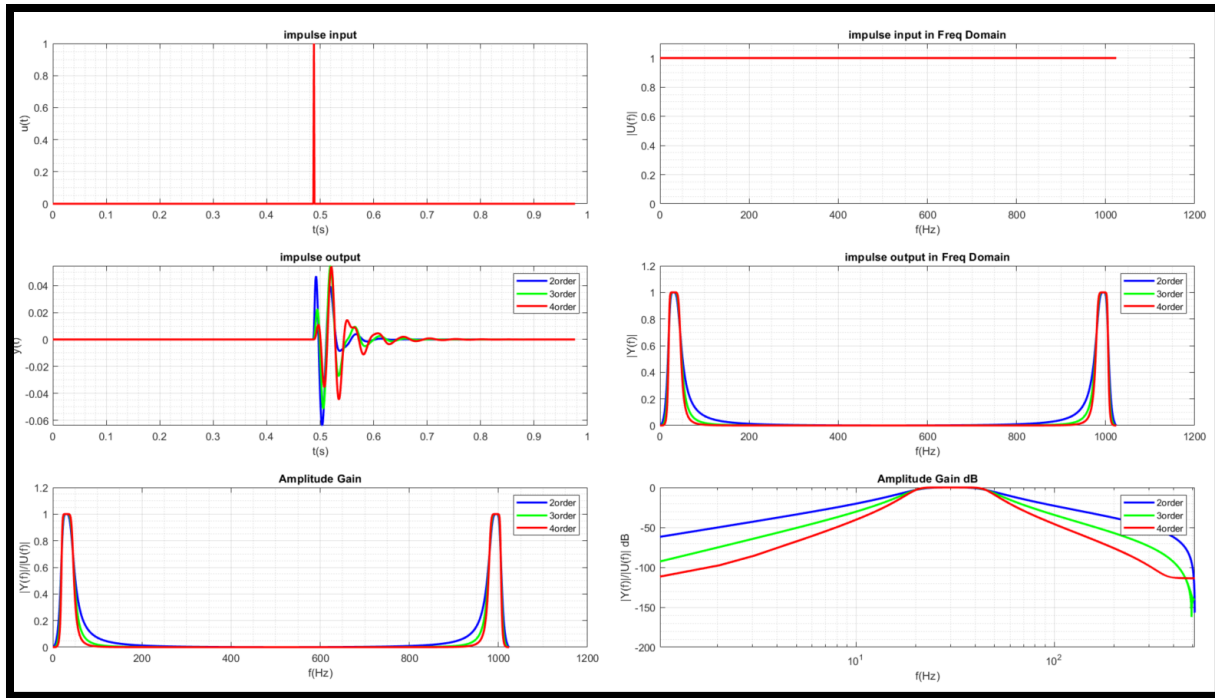 impulse input
1
0.8
0.6
0.4
0.2
0
u(t)
0 0.1 0.2 0.3 0.4 0.5 0.6 0.7 0.8 0.9 1
t(s)
impulse input in Freq Domain
1
0.8
0.6
0.4
0.2
0
|U(f)|
0 200 400 600 800 1000 1200
f(Hz)
impulse output
0.04
0.02
0
-0.02
-0.04
-0.06
y(t)
2order
3order
4order
0 0.1 0.2 0.3 0.4 0.5 0.6 0.7 0.8 0.9 1
t(s)
impulse output in Freq Domain
1.2
1
0.8
0.6
0.4
0.2
0
|Y(f)|
2order
3order
4order
0 200 400 600 800 1000 1200
f(Hz)
Amplitude Gain
1.2
1
0.8
0.6
0.4
0.2
0
|Y(f)|/|U(f)|
2order
3order
4order
0 200 400 600 800 1000 1200
f(Hz)
Amplitude Gain dB
0
-50
-100
-150
-200
|Y(f)|/|U(f)| dB
2order
3order
4order
10^1 10^2
f(Hz)